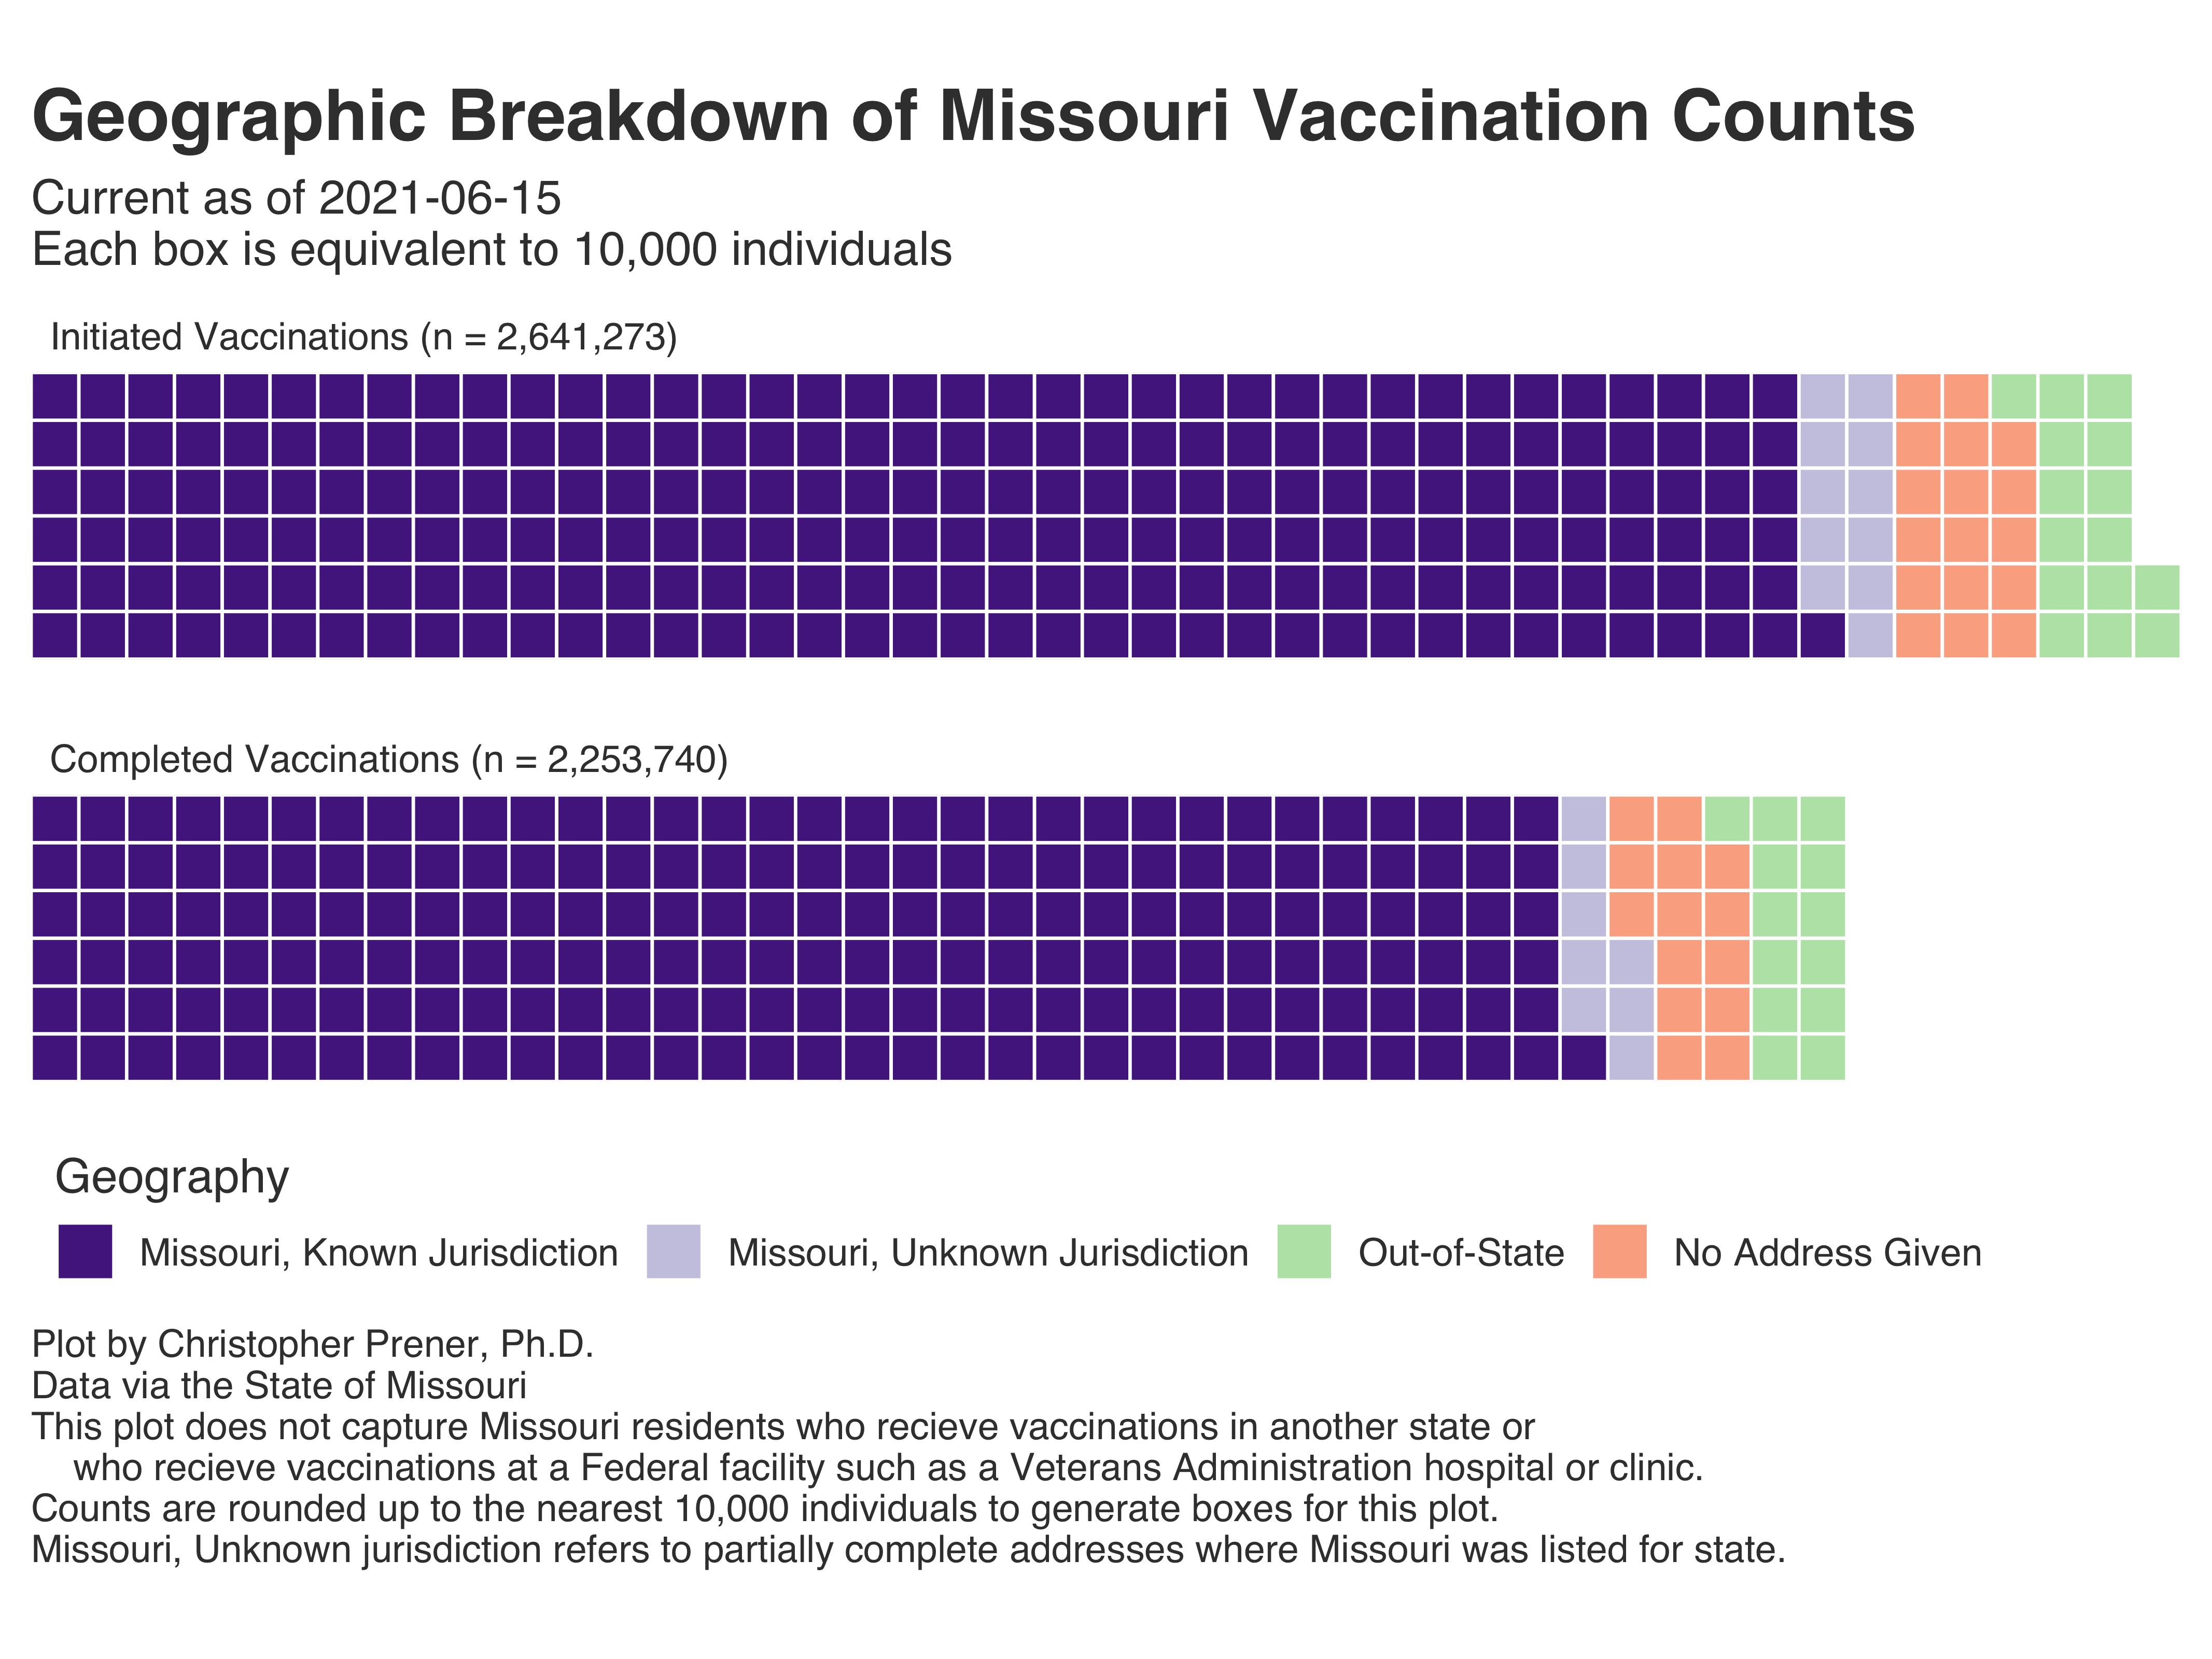 Geographic Breakdown of Missouri Vaccination Counts
Current as of 2021-06-15
Each box is equivalent to 10,000 individuals
Initiated Vaccinations (n = 2,641,273)
Completed Vaccinations (n = 2,253,740)
Geography
Missouri, Known Jurisdiction Missouri, Unknown Jurisdiction Out-of-State No Address Given
Plot by Christopher Prener, Ph.D.
Data via the State of Missouri
This plot does not capture Missouri residents who recieve vaccinations in another state or
who recieve vaccinations at a Federal facility such as a Veterans Administration hospital or clinic.
Counts are rounded up to the nearest 10,000 individuals to generate boxes for this plot.
Missouri, Unknown jurisdiction refers to partially complete addresses where Missouri was listed for state.